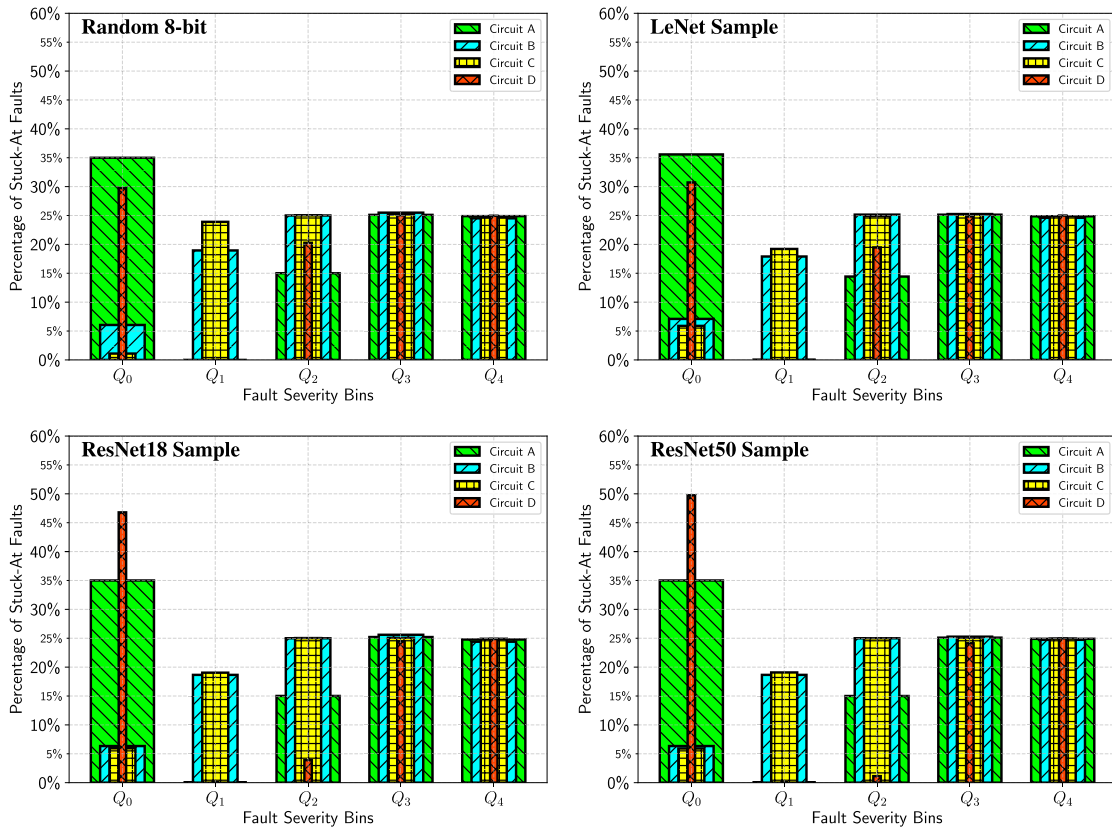 Random 8-bit
Percentage of Stuck-At Faults
60%
55%
50%
45%
40%
35%
30%
25%
20%
15%
10%
5%
0%
Circuit A
Circuit B
Circuit C
Circuit D
Q0 Q1 Q2 Q3 Q4
Fault Severity Bins
LeNet Sample
Percentage of Stuck-At Faults
60%
55%
50%
45%
40%
35%
30%
25%
20%
15%
10%
5%
0%
Circuit A
Circuit B
Circuit C
Circuit D
Q0 Q1 Q2 Q3 Q4
Fault Severity Bins
ResNet18 Sample
Percentage of Stuck-At Faults
60%
55%
50%
45%
40%
35%
30%
25%
20%
15%
10%
5%
0%
Circuit A
Circuit B
Circuit C
Circuit D
Q0 Q1 Q2 Q3 Q4
Fault Severity Bins
ResNet50 Sample
Percentage of Stuck-At Faults
60%
55%
50%
45%
40%
35%
30%
25%
20%
15%
10%
5%
0%
Circuit A
Circuit B
Circuit C
Circuit D
Q0 Q1 Q2 Q3 Q4
Fault Severity Bins